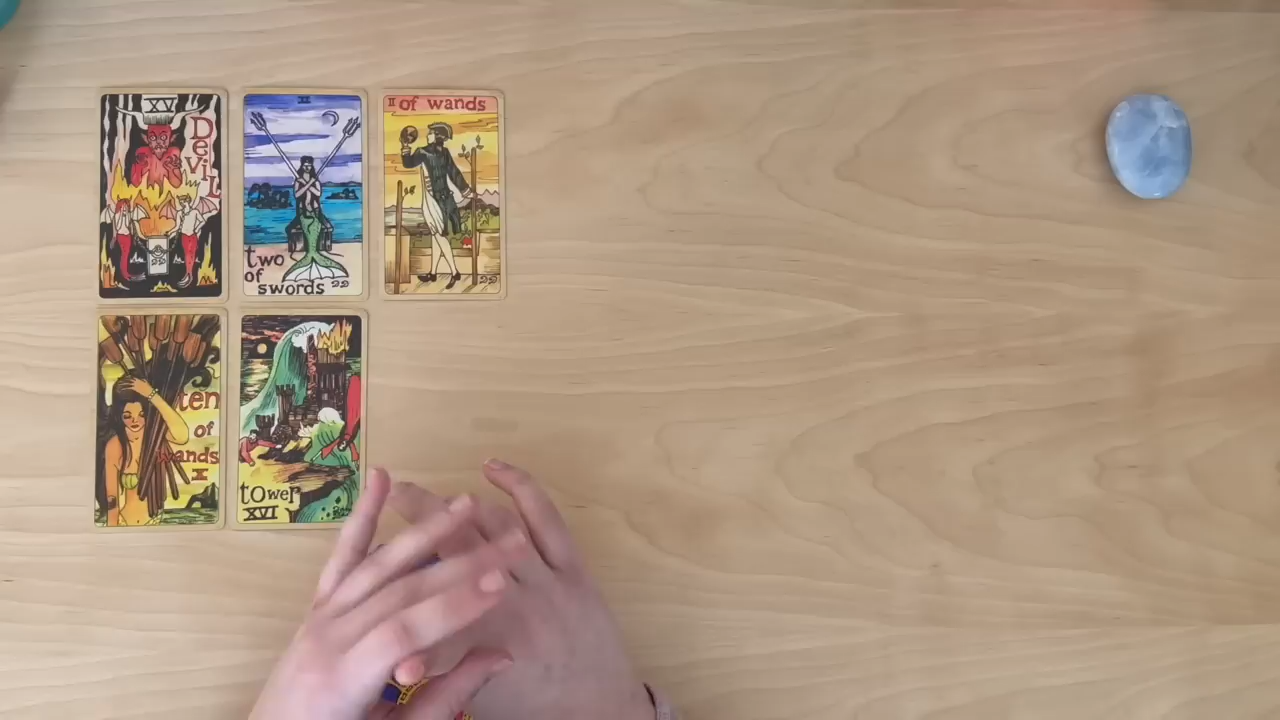 XV
Devil
II
two
of
swords
II of wands
ten
of
wands
X
tower
XVI